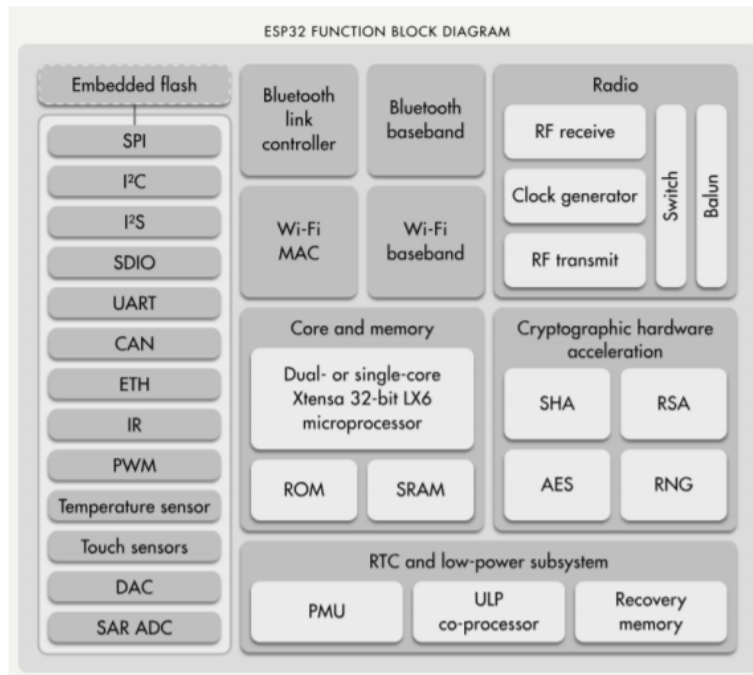 ESP32 FUNCTION BLOCK DIAGRAM
Embedded flash
SPI
I²C
I²S
SDIO
UART
CAN
ETH
IR
PWM
Temperature sensor
Touch sensors
DAC
SAR ADC
Bluetooth
link
controller
Bluetooth
baseband
Wi-Fi
MAC
Wi-Fi
baseband
Radio
RF receive
Clock generator
RF transmit
Switch
Balun
Core and memory
Dual- or single-core
Xtensa 32-bit LX6
microprocessor
ROM
SRAM
Cryptographic hardware
acceleration
SHA
RSA
AES
RNG
RTC and low-power subsystem
PMU
ULP
co-processor
Recovery
memory